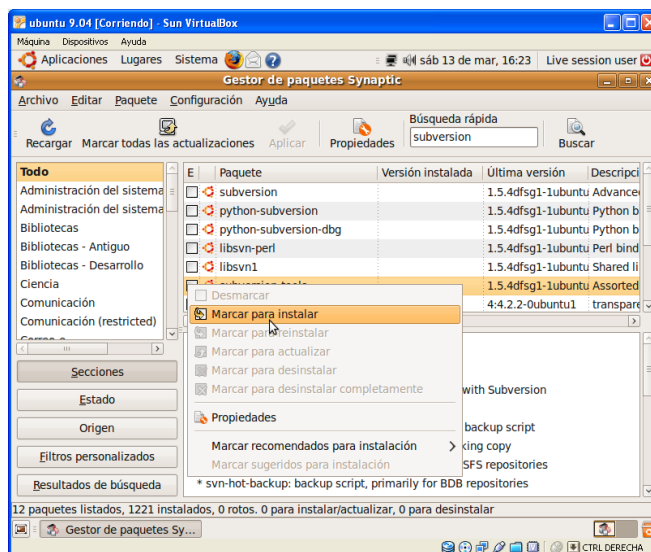 ubuntu 9.04 [Corriendo] - Sun VirtualBox
Máquina Dispositivos Ayuda
Aplicaciones Lugares Sistema sáb 13 de mar, 16:23 Live session user
Gestor de paquetes Synaptic
Archivo Editar Paquete Configuración Ayuda
Búsqueda rápida
subversion
Recargar Marcar todas las actualizaciones Aplicar Propiedades Buscar
Todo
Administración del sistema
Administración del sistema
Bibliotecas
Bibliotecas - Antiguo
Bibliotecas - Desarrollo
Ciencia
Comunicación
Comunicación (restricted)
E Paquete Versión instalada Última versión Descripci
subversion 1.5.4dfsg1-1ubuntu Advance
python-subversion 1.5.4dfsg1-1ubuntu Python b
python-subversion-dbg 1.5.4dfsg1-1ubuntu Python b
libsvn-perl 1.5.4dfsg1-1ubuntu Perl bind
libsvn1 1.5.4dfsg1-1ubuntu Shared li
subversion-tools 1.5.4dfsg1-1ubuntu Assorted
4:4.2.2-0ubuntu1 transpare
Desmarcar
Marcar para instalar
Marcar para reinstalar
Marcar para actualizar
Marcar para desinstalar
Marcar para desinstalar completamente
Propiedades
Marcar recomendados para instalación
Marcar sugeridos para instalación
with Subversion
backup script
king copy
SFS repositories
* svn-hot-backup: backup script, primarily for BDB repositories
Secciones
Estado
Origen
Filtros personalizados
Resultados de búsqueda
12 paquetes listados, 1221 instalados, 0 rotos. 0 para instalar/actualizar, 0 para desinstalar
Gestor de paquetes Sy...
CTRL DERECHA